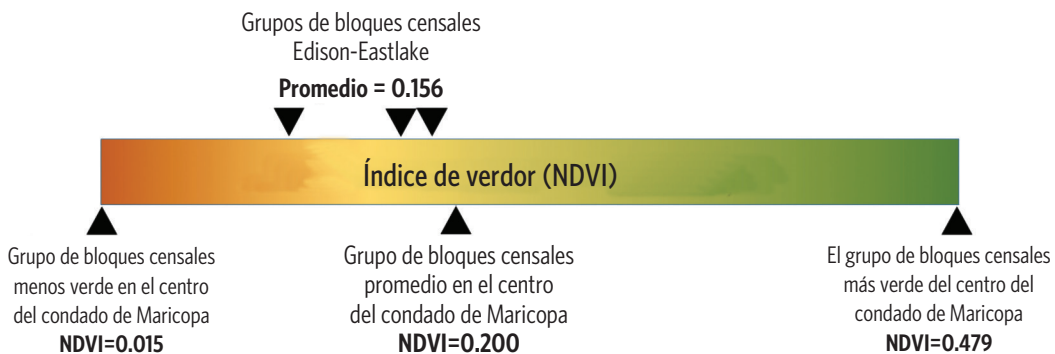 Grupos de bloques censales
Edison-Eastlake
Promedio = 0.156
Índice de verdor (NDVI)
Grupo de bloques censales
menos verde en el centro
del condado de Maricopa
NDVI=0.015
Grupo de bloques censales
promedio en el centro
del condado de Maricopa
NDVI=0.200
El grupo de bloques censales
más verde del centro del
condado de Maricopa
NDVI=0.479